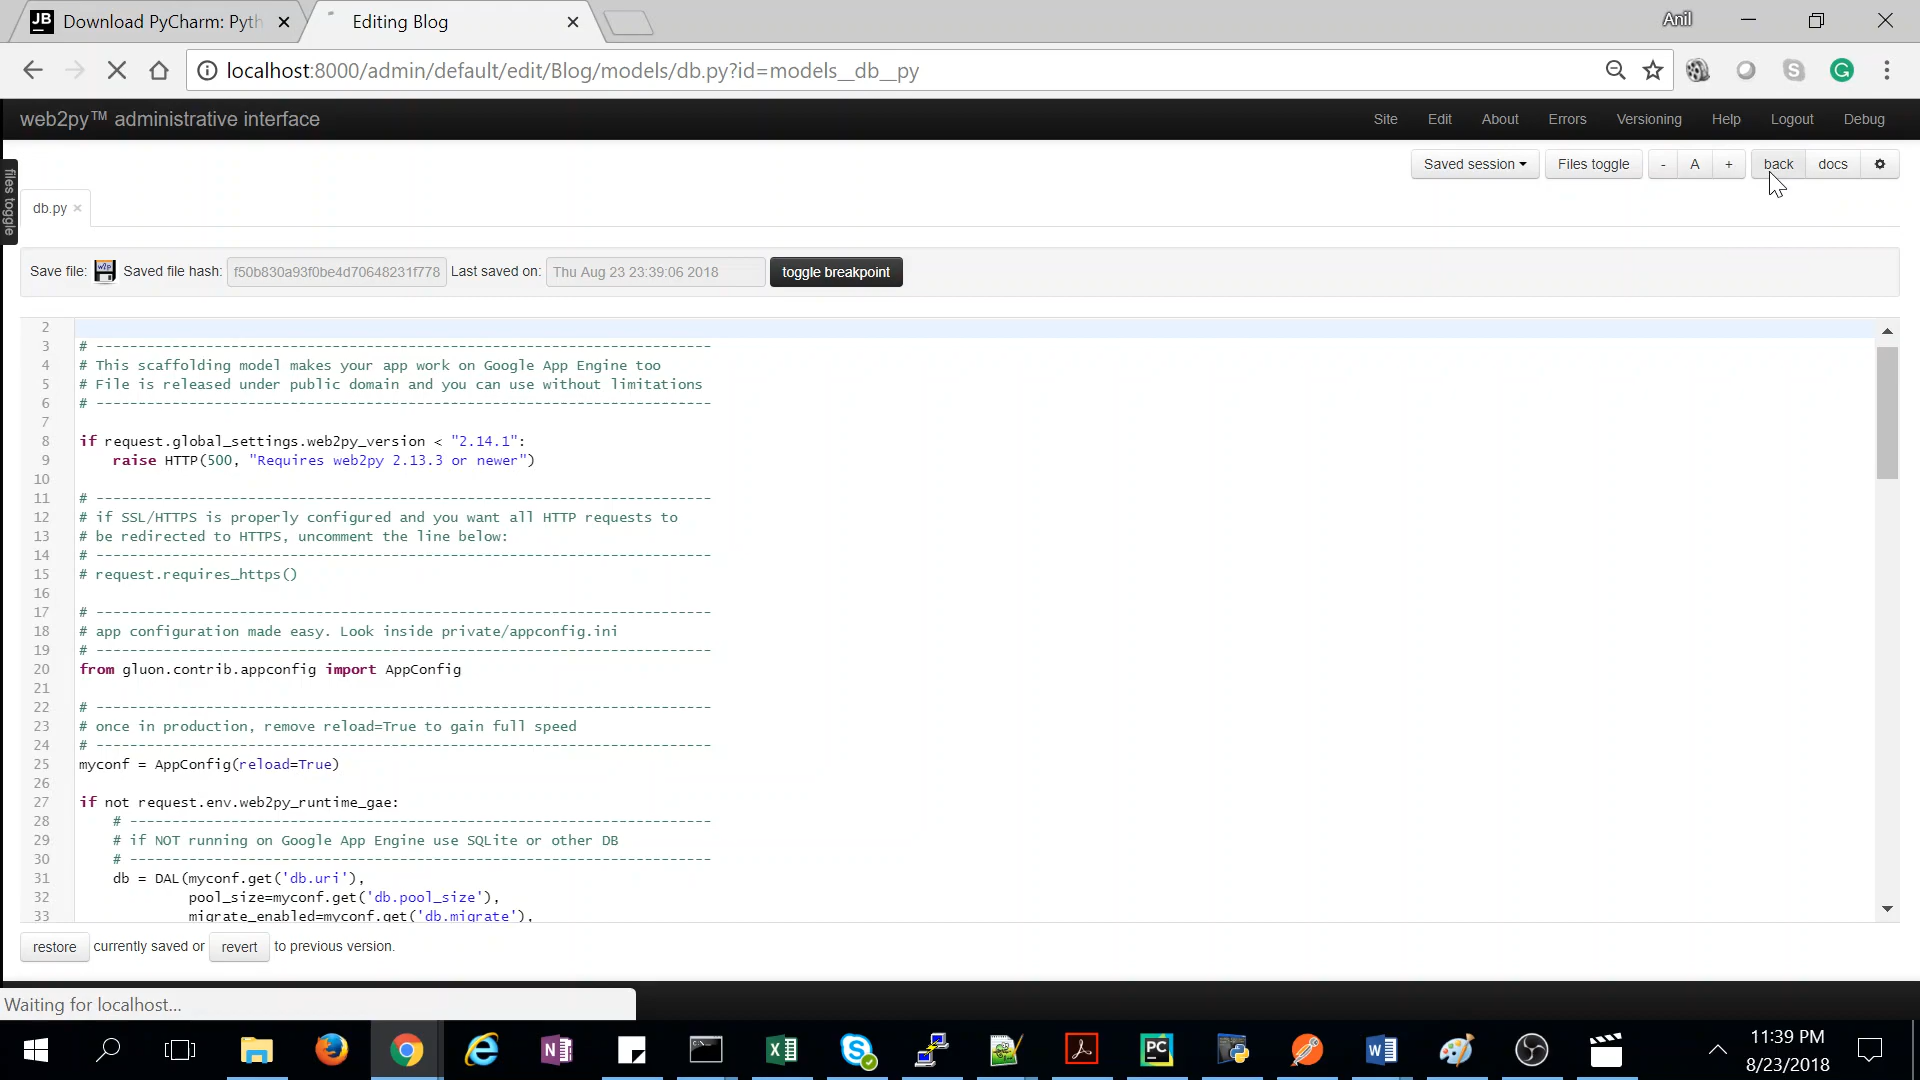 JB Download PyCharm: Pyth
Editing Blog
Anil
localhost:8000/admin/default/edit/Blog/models/db.py?id=models__db__py
web2py™ administrative interface
Site Edit About Errors Versioning Help Logout Debug
Saved session Files toggle - A + back docs
files toggle
db.py ×
Save file: Saved file hash: f50b830a93f0be4d70648231f778 Last saved on: Thu Aug 23 23:39:06 2018 toggle breakpoint
2
3 # -------------------------------------------------------------------------
4 # This scaffolding model makes your app work on Google App Engine too
5 # File is released under public domain and you can use without limitations
6 # -------------------------------------------------------------------------
7
8 if request.global_settings.web2py_version < "2.14.1":
9     raise HTTP(500, "Requires web2py 2.13.3 or newer")
10
11 # -------------------------------------------------------------------------
12 # if SSL/HTTPS is properly configured and you want all HTTP requests to
13 # be redirected to HTTPS, uncomment the line below:
14 # -------------------------------------------------------------------------
15 # request.requires_https()
16
17 # -------------------------------------------------------------------------
18 # app configuration made easy. Look inside private/appconfig.ini
19 # -------------------------------------------------------------------------
20 from gluon.contrib.appconfig import AppConfig
21
22 # -------------------------------------------------------------------------
23 # once in production, remove reload=True to gain full speed
24 # -------------------------------------------------------------------------
25 myconf = AppConfig(reload=True)
26
27 if not request.env.web2py_runtime_gae:
28     # ---------------------------------------------------------------------
29     # if NOT running on Google App Engine use SQLite or other DB
30     # ---------------------------------------------------------------------
31     db = DAL(myconf.get('db.uri'),
32              pool_size=myconf.get('db.pool_size'),
33              migrate_enabled=myconf.get('db.migrate'),
restore currently saved or revert to previous version.
Waiting for localhost...
11:39 PM
8/23/2018